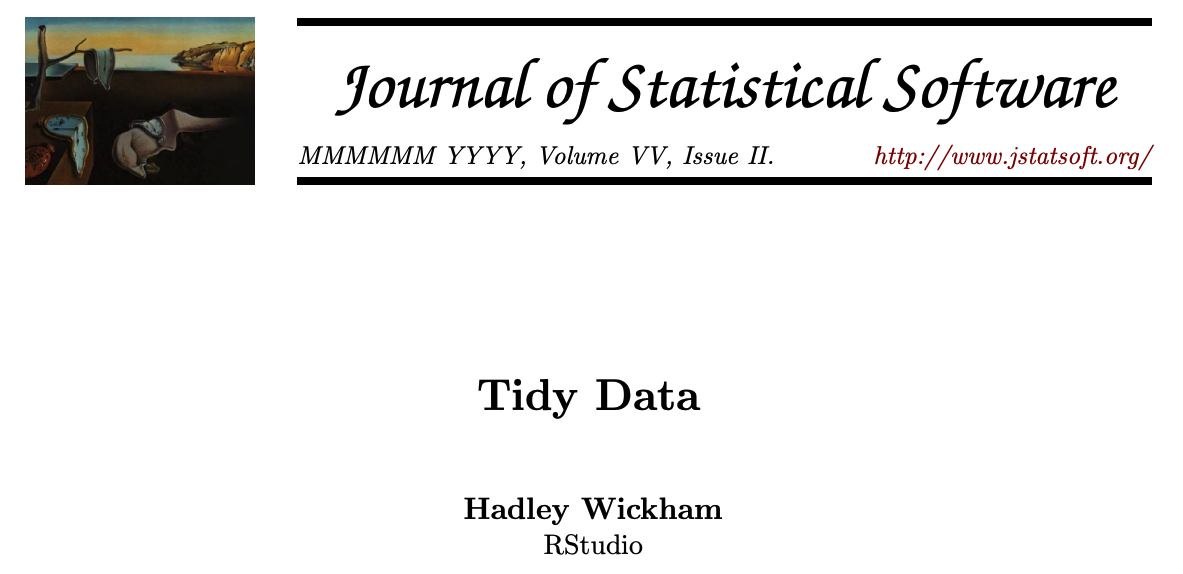 Journal of Statistical Software
MMMMMM YYYY, Volume VV, Issue II. http://www.jstatsoft.org/
Tidy Data
Hadley Wickham
RStudio